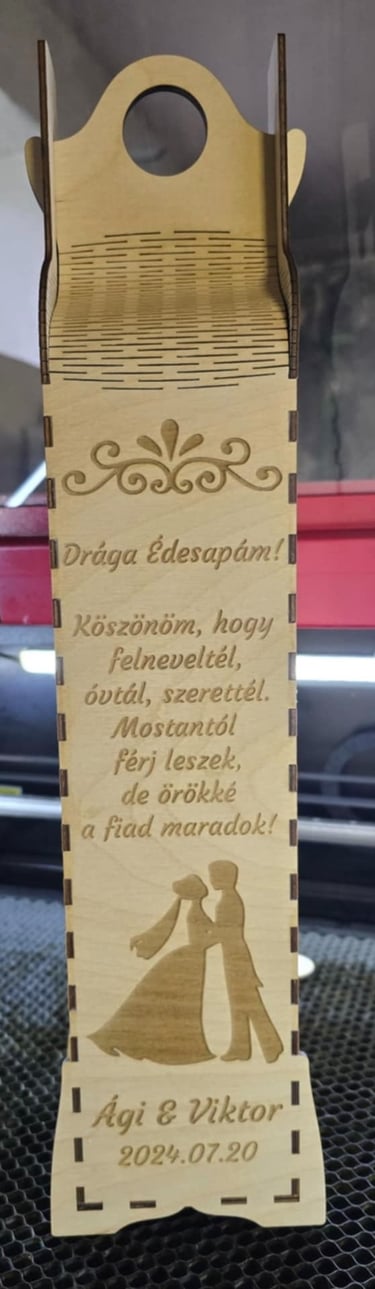 Drága Édesapám!
Köszönöm, hogy
felneveltél,
óvtál, szerettél.
Mostantól
férj leszek,
de örökké
a fiad maradok!
Ági & Viktor
2024.07.20